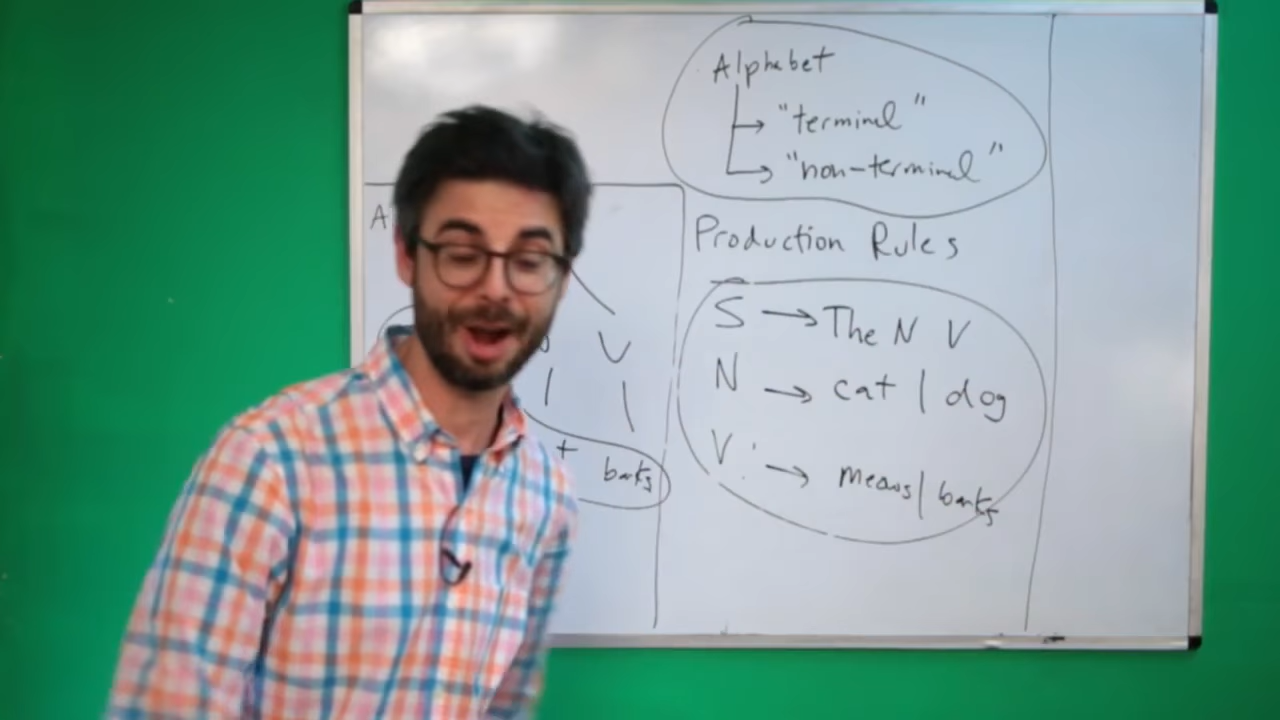 Alphabet
"terminal"
"non-terminal"
Production Rules
S → The N V
N → cat | dog
V → meows | barks
A
V
t barks